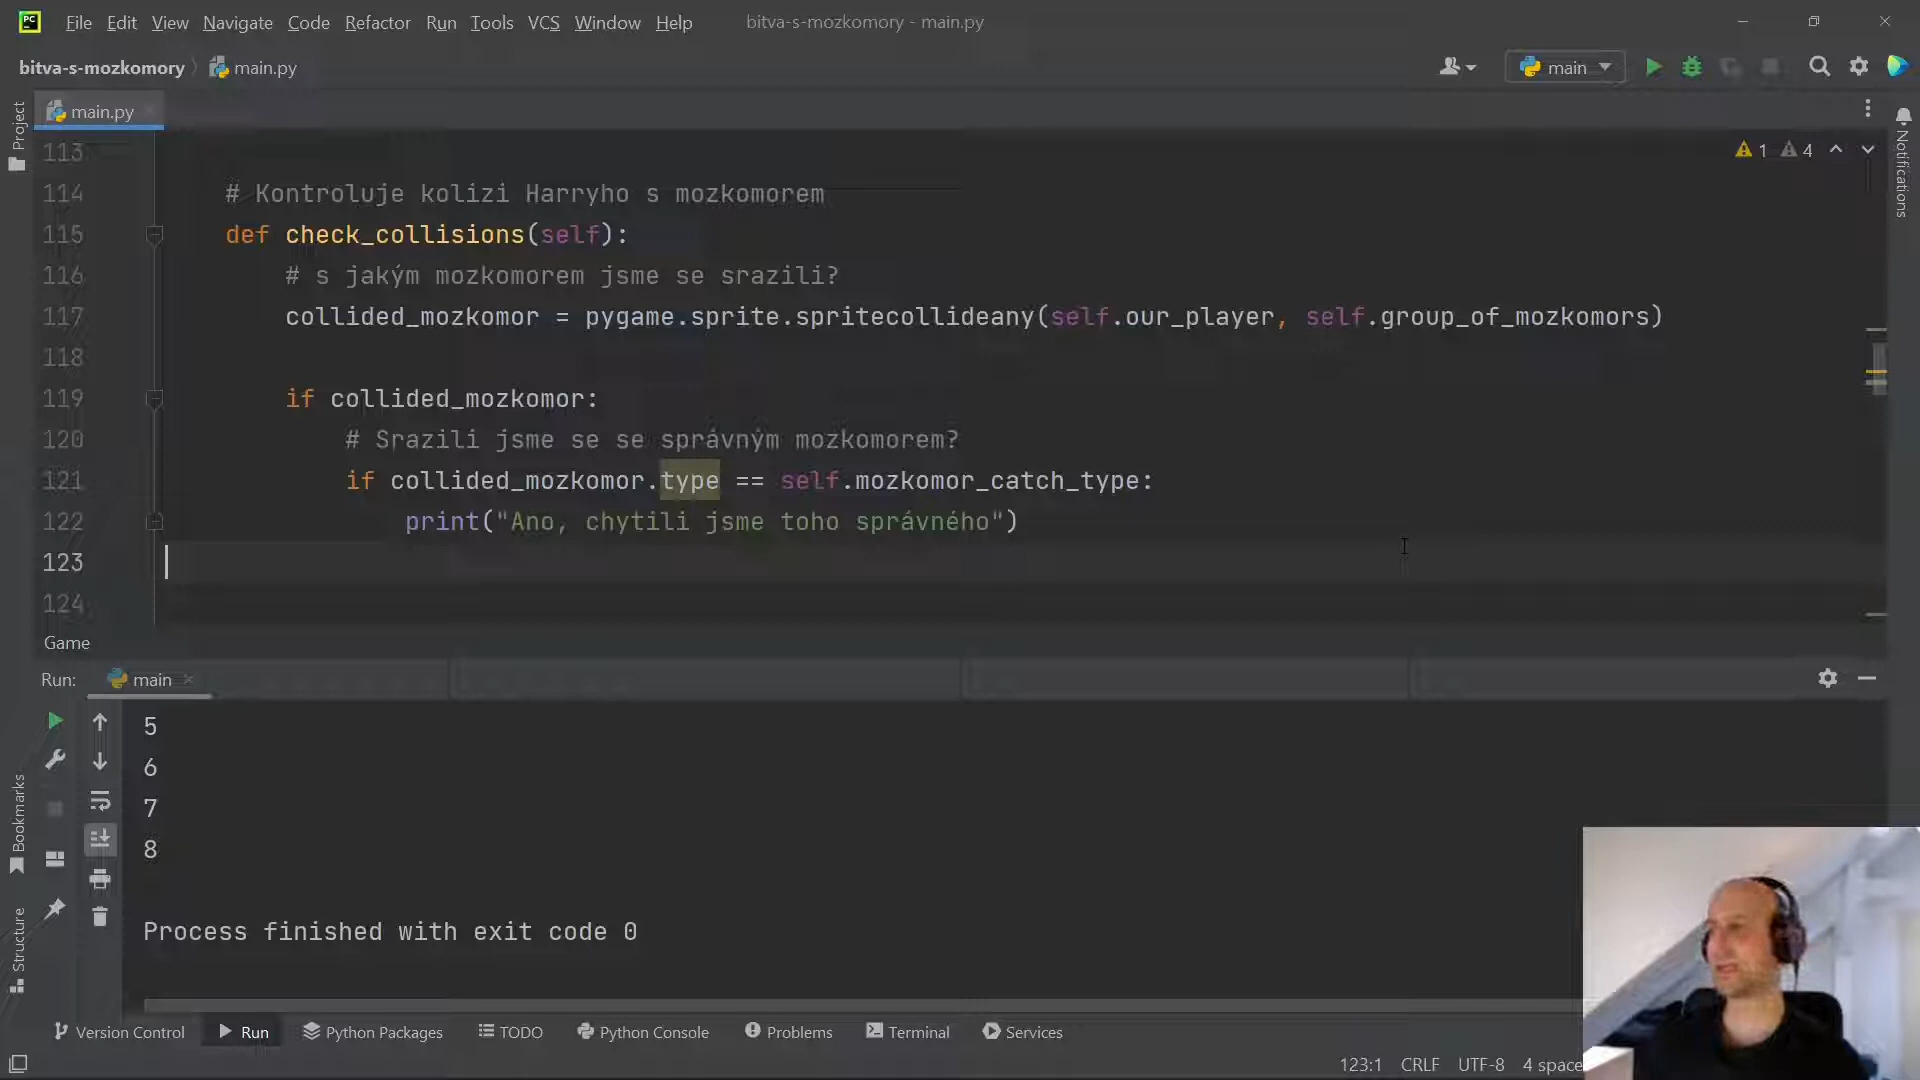 File Edit View Navigate Code Refactor Run Tools VCS Window Help bitva-s-mozkomory - main.py
bitva-s-mozkomory main.py main
main.py
Project
Notifications
1 4
113
114 # Kontroluje kolizi Harryho s mozkomorem
115 def check_collisions(self):
116 # s jakým mozkomorem jsme se srazili?
117 collided_mozkomor = pygame.sprite.spritecollideany(self.our_player, self.group_of_mozkomors)
118
119 if collided_mozkomor:
120 # Srazili jsme se se správným mozkomorem?
121 if collided_mozkomor.type == self.mozkomor_catch_type:
122 print("Ano, chytili jsme toho správného")
123
124
Game
Run: main
5
6
7
8
Process finished with exit code 0
Bookmarks
Structure
Version Control Run Python Packages TODO Python Console Problems Terminal Services
123:1 CRLF UTF-8 4 space